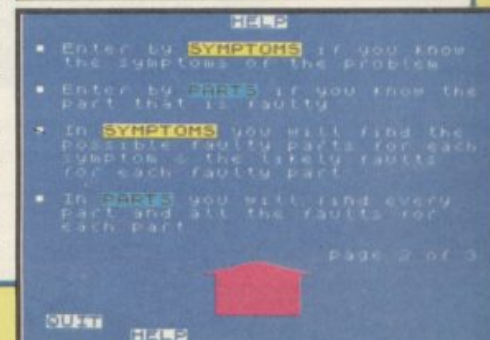 HELP
Enter by SYMPTOMS if you know
the symptoms of the problem
Enter by PARTS if you know the
part that is faulty
In SYMPTOMS you will find the
possible faulty parts for each
symptom & the likely faults
for each faulty part
In PARTS you will find every
part and all the faults for
each part
page 2 of 3
QUIT
HELP